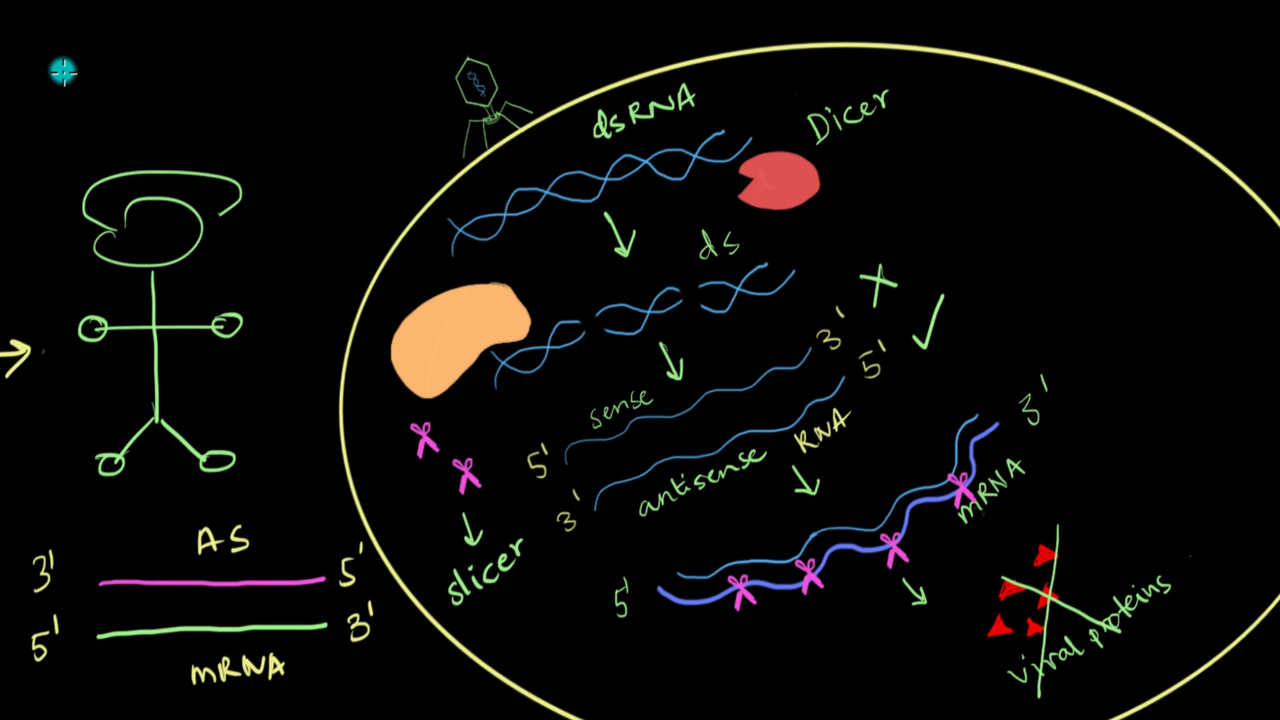 dsRNA
Dicer
ds
3'
5'
sense
5'
antisense RNA
3'
3'
mRNA
slicer
5'
AS
3' 5'
5' 3'
mRNA
viral proteins